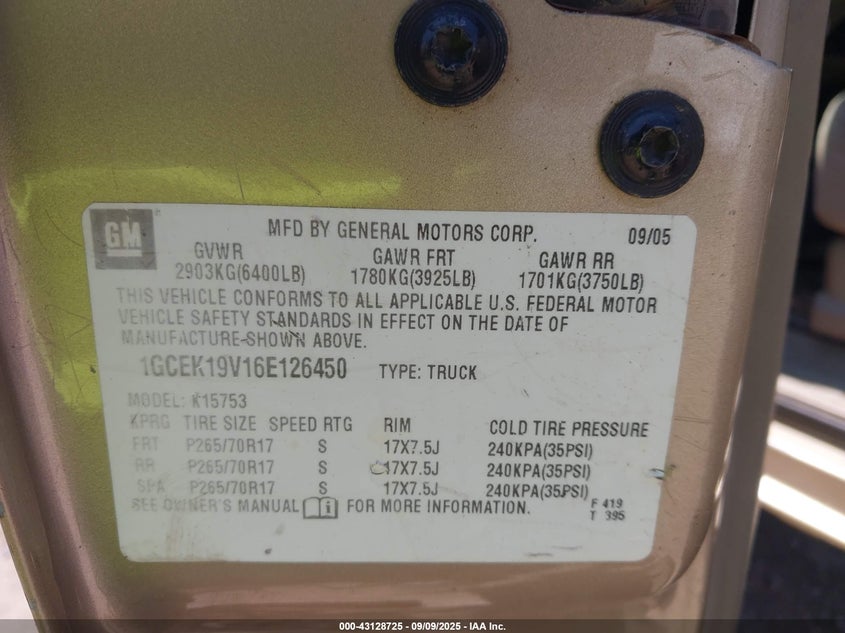 GM
MFD BY GENERAL MOTORS CORP. 09/05
GVWR GAWR FRT GAWR RR
2903KG(6400LB) 1780KG(3925LB) 1701KG(3750LB)
THIS VEHICLE CONFORMS TO ALL APPLICABLE U.S. FEDERAL MOTOR
VEHICLE SAFETY STANDARDS IN EFFECT ON THE DATE OF
MANUFACTURE-SHOWN ABOVE.
1GCEK19V16E126450 TYPE: TRUCK
MODEL: K15753
KPRG TIRE SIZE SPEED RTG RIM COLD TIRE PRESSURE
FRT P265/70R17 S 17X7.5J 240KPA(35PSI)
RR P265/70R17 S 17X7.5J 240KPA(35PSI)
SPA P265/70R17 S 17X7.5J 240KPA(35PSI)
SEE OWNER'S MANUAL i FOR MORE INFORMATION. F 419
T 395
000-43128725 - 09/09/2025 - IAA Inc.